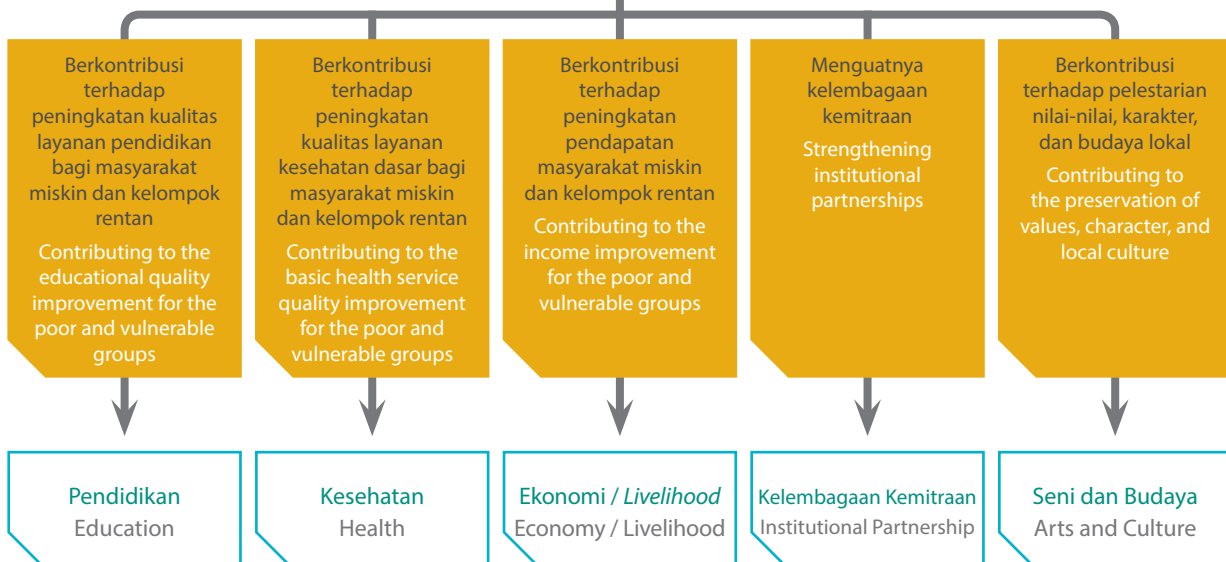 Berkontribusi
terhadap
peningkatan kualitas
layanan pendidikan
bagi masyarakat
miskin dan kelompok
rentan
Contributing to the
educational quality
improvement for the
poor and vulnerable
groups
Berkontribusi
terhadap
peningkatan
kualitas layanan
kesehatan dasar bagi
masyarakat miskin
dan kelompok rentan
Contributing to the
basic health service
quality improvement
for the poor and
vulnerable groups
Berkontribusi
terhadap
peningkatan
pendapatan
masyarakat miskin
dan kelompok rentan
Contributing to the
income improvement
for the poor and
vulnerable groups
Menguatnya
kelembagaan
kemitraan
Strengthening
institutional
partnerships
Berkontribusi
terhadap pelestarian
nilai-nilai, karakter,
dan budaya lokal
Contributing to
the preservation of
values, character, and
local culture
Pendidikan
Education
Kesehatan
Health
Ekonomi / Livelihood
Economy / Livelihood
Kelembagaan Kemitraan
Institutional Partnership
Seni dan Budaya
Arts and Culture